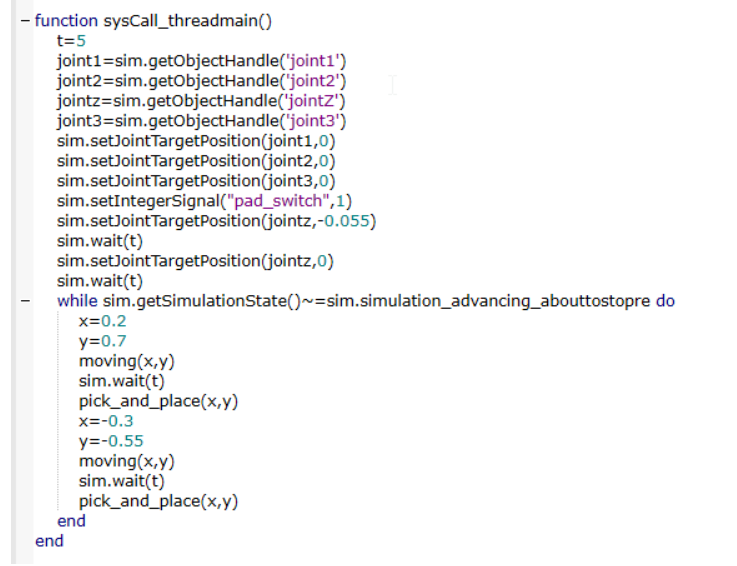 function sysCall_threadmain()
t=5
joint1=sim.getObjectHandle('joint1')
joint2=sim.getObjectHandle('joint2')
jointz=sim.getObjectHandle('jointZ')
joint3=sim.getObjectHandle('joint3')
sim.setJointTargetPosition(joint1,0)
sim.setJointTargetPosition(joint2,0)
sim.setJointTargetPosition(joint3,0)
sim.setIntegerSignal("pad_switch",1)
sim.setJointTargetPosition(jointz,-0.055)
sim.wait(t)
sim.setJointTargetPosition(jointz,0)
sim.wait(t)
while sim.getSimulationState()~=sim.simulation_advancing_abouttostopre do
x=0.2
y=0.7
moving(x,y)
sim.wait(t)
pick_and_place(x,y)
x=-0.3
y=-0.55
moving(x,y)
sim.wait(t)
pick_and_place(x,y)
end
end